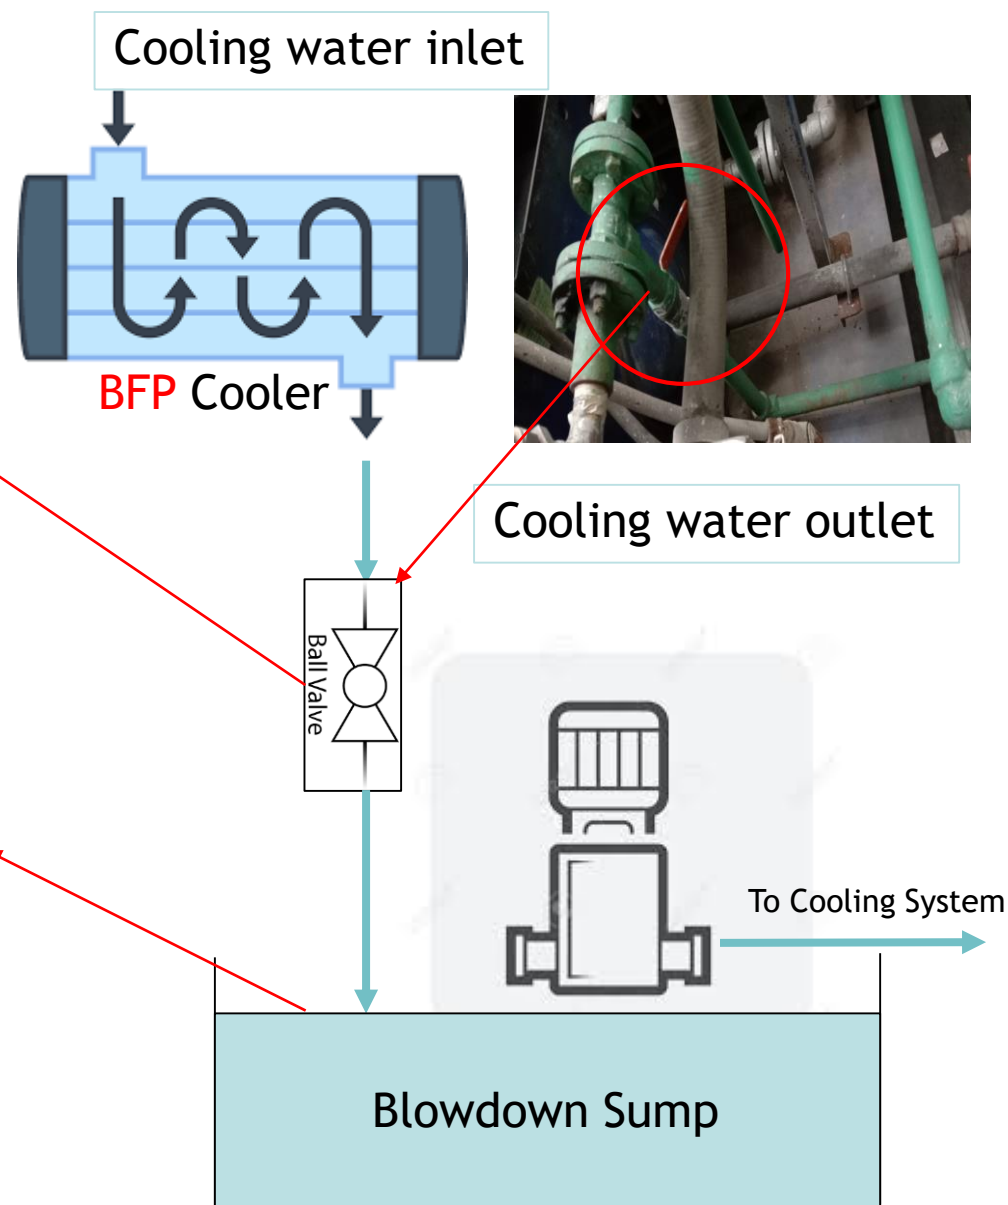 Cooling water inlet
BFP Cooler
Cooling water outlet
Ball Valve
To Cooling System
Blowdown Sump